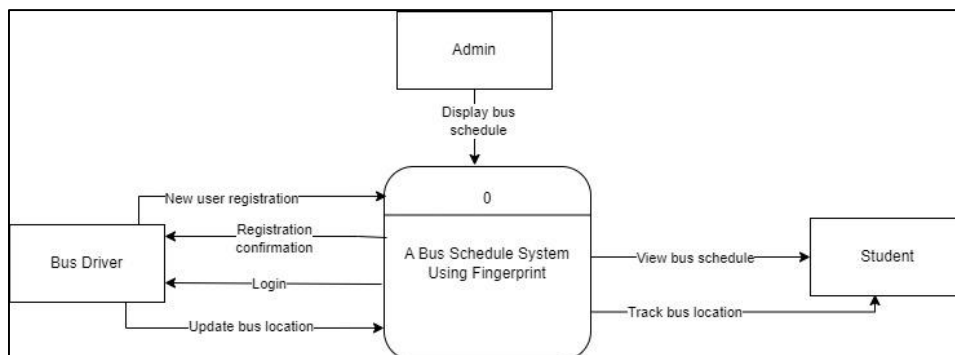 Admin
Display bus
schedule
0
New user registration
Registration
confirmation
A Bus Schedule System
Using Fingerprint
Bus Driver
Login
Update bus location
View bus schedule
Student
Track bus location